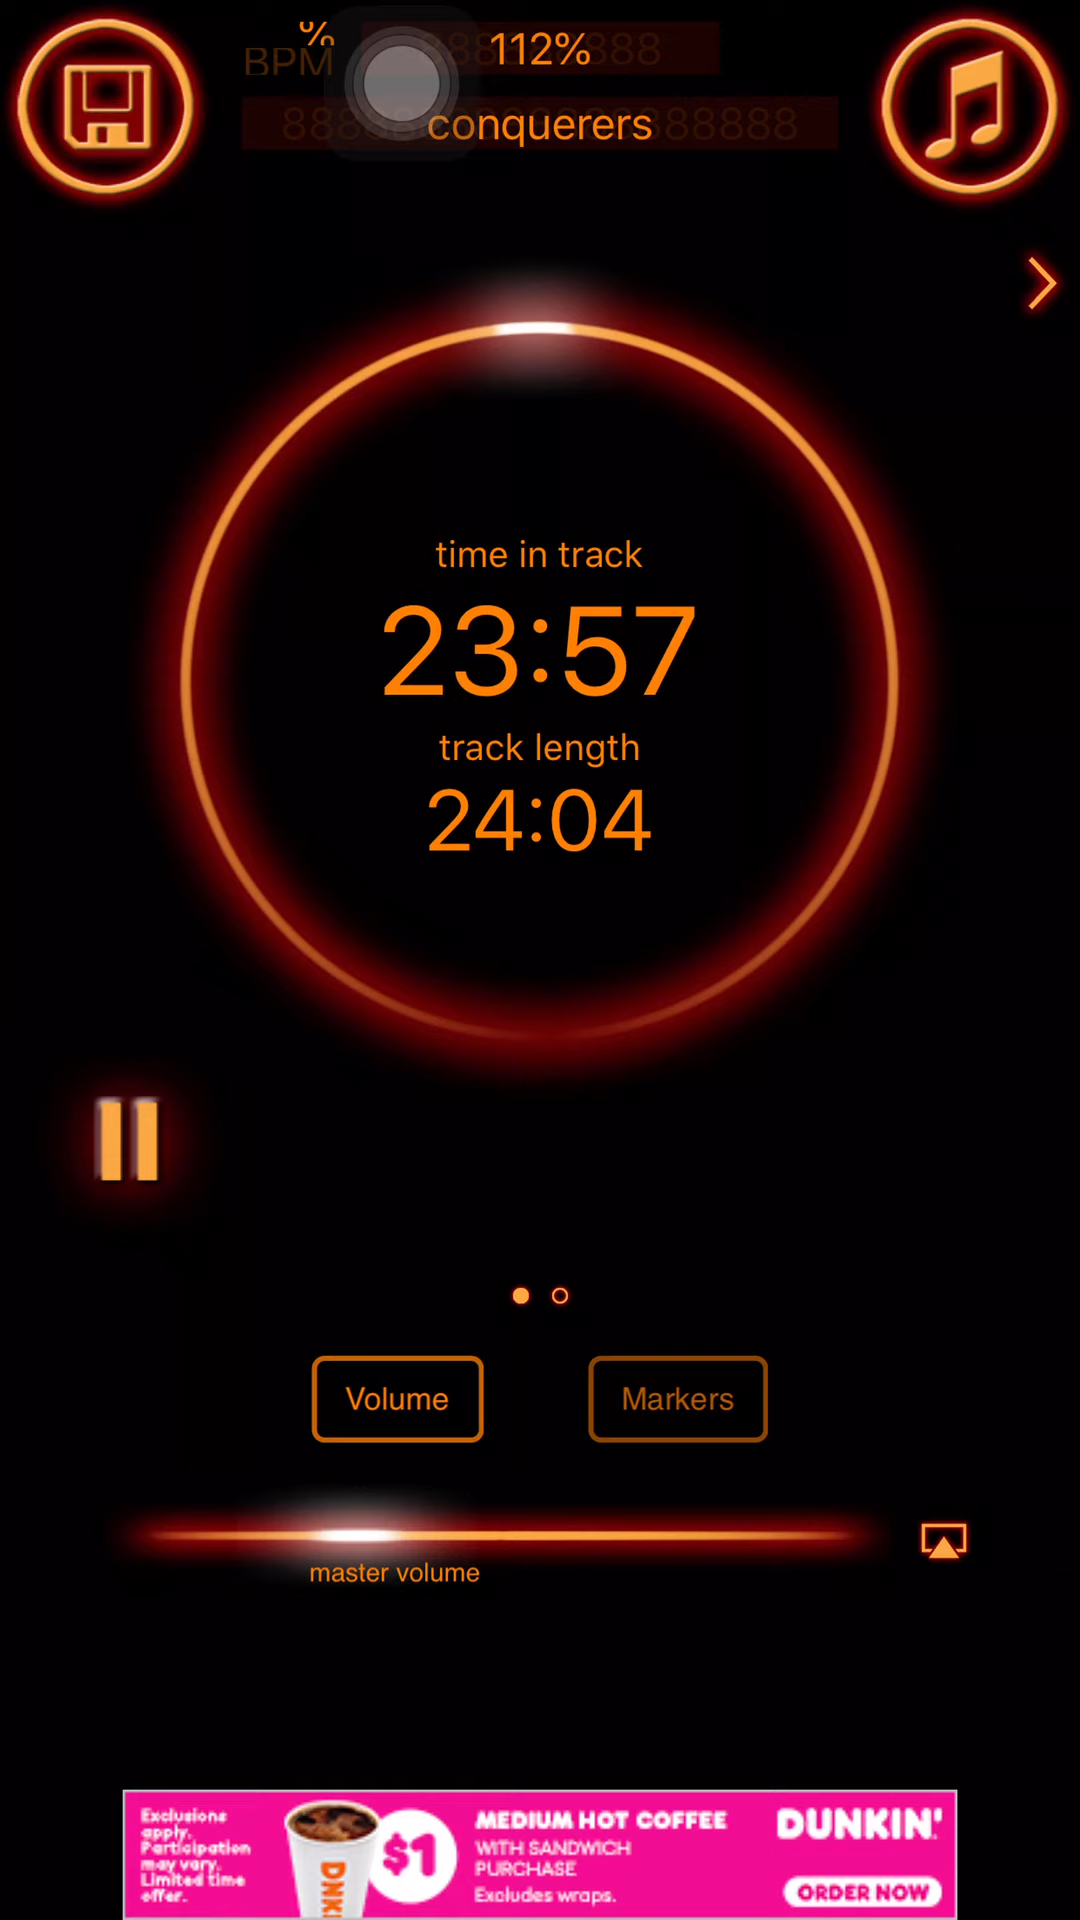 %
BPM
112%
conquerers
time in track
23:57
track length
24:04
Volume
Markers
master volume
Exclusions
apply.
Participation
may vary.
Limited time
offer.
DNK
$1
MEDIUM HOT COFFEE
WITH SANDWICH
PURCHASE
Excludes wraps.
DUNKIN'
ORDER NOW